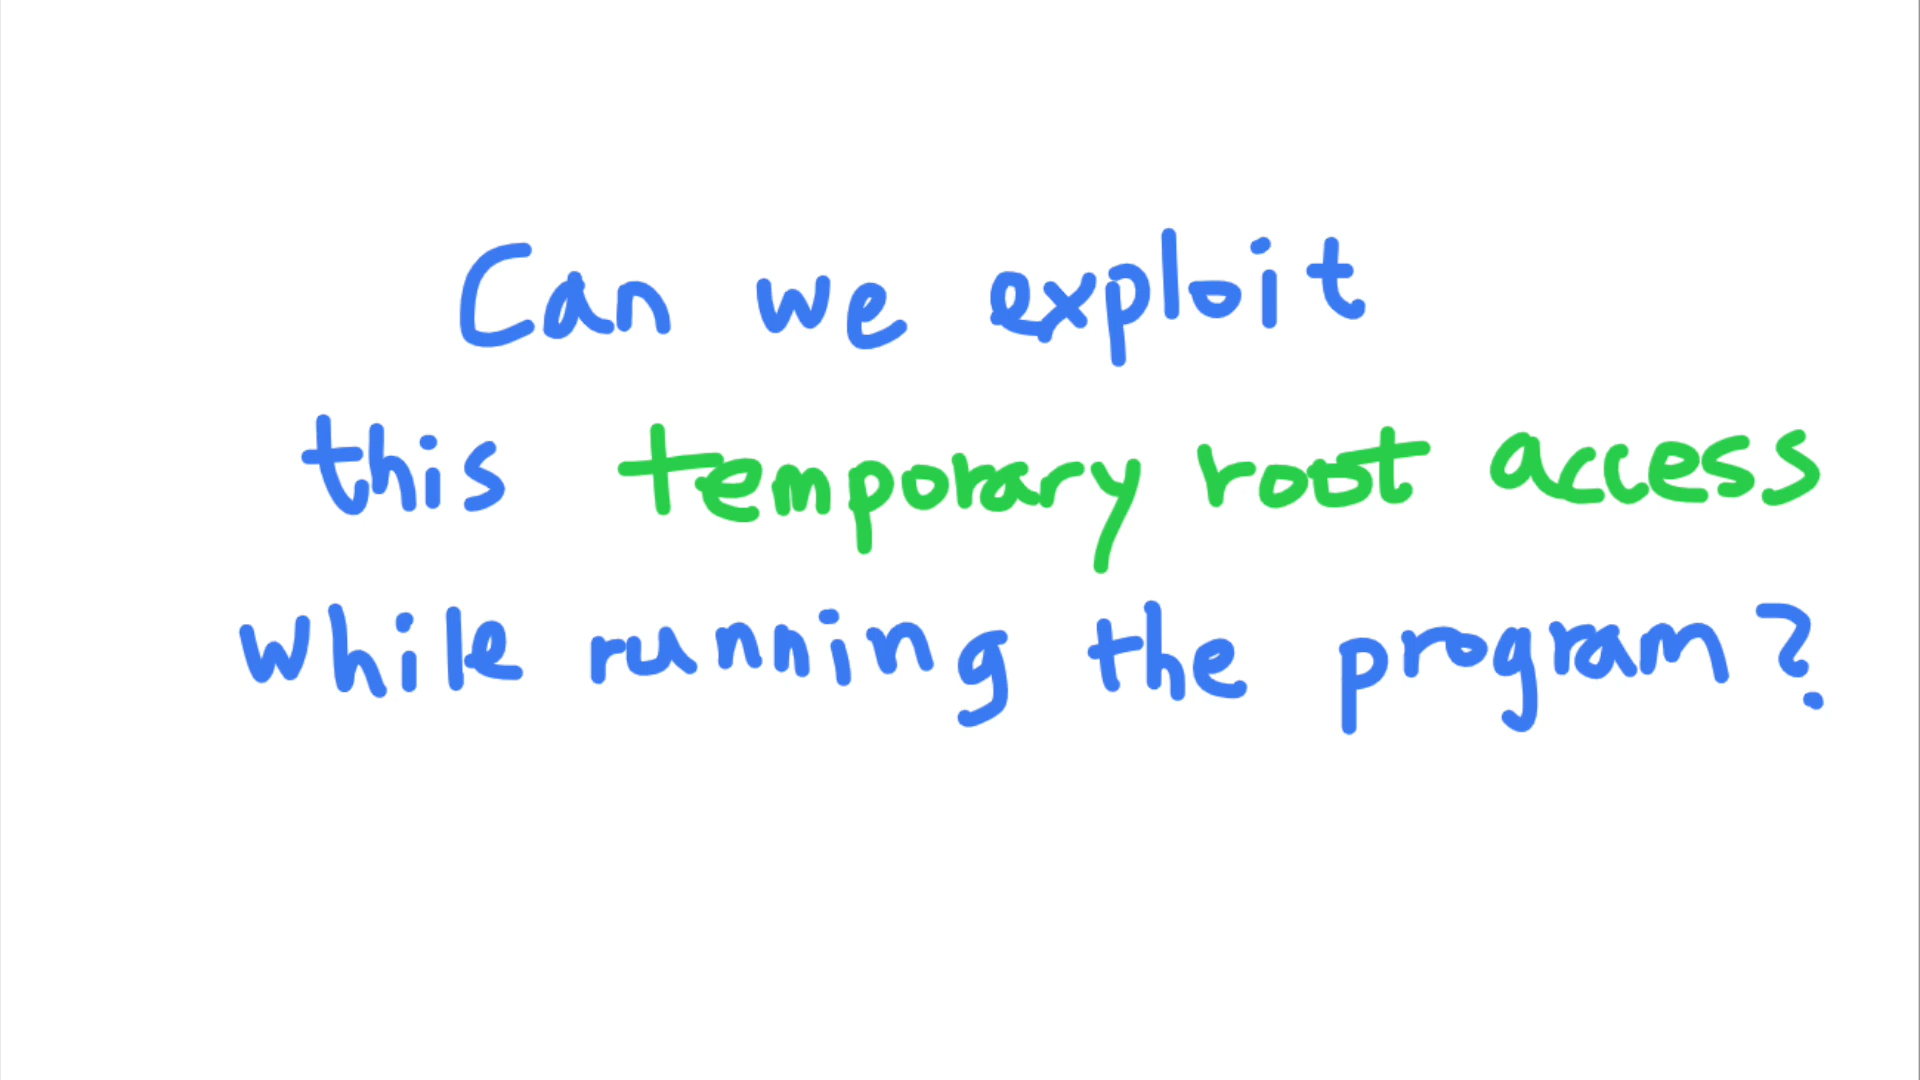 Can we exploit
this temporary root access
while running the program?